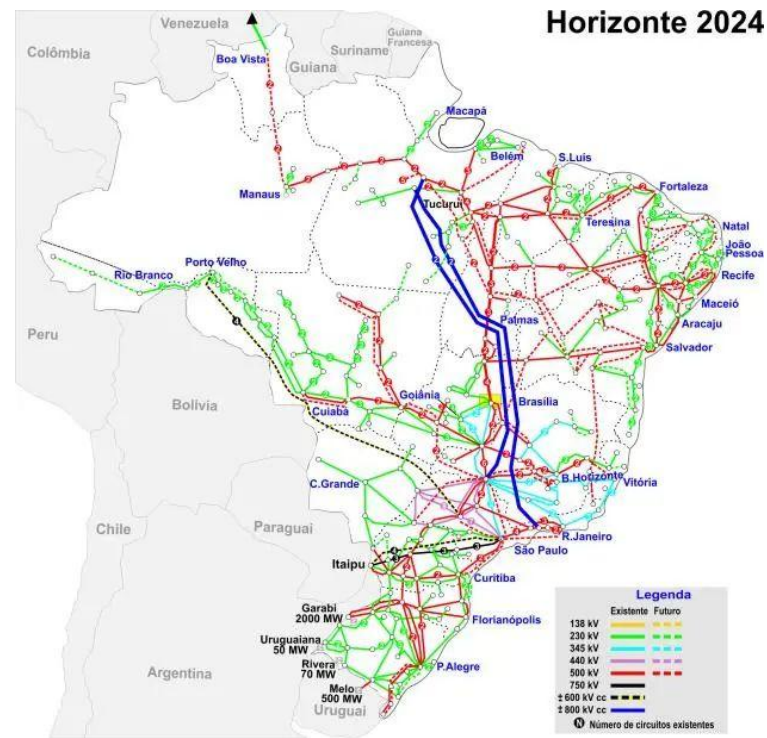 Horizonte 2024
Venezuela
Colômbia
Guiana
Francesa
Suriname
Guiana
Boa Vista
Macapá
Belém
S.Luis
Fortaleza
Manaus
Tucuruí
Teresina
Natal
João
Pessoa
Recife
Maceió
Aracaju
Salvador
Porto Velho
Rio Branco
Peru
Palmas
Bolívia
Cuiabá
Goiânia
Brasília
C.Grande
B.Horizonte
Vitória
Chile
Paraguai
R.Janeiro
São Paulo
Itaipu
Curitiba
Garabi
2000 MW
Florianópolis
Uruguaiana
50 MW
Rivera
70 MW
P.Alegre
Melo
500 MW
Argentina
Uruguai
Legenda
Existente Futuro
138 kV
230 kV
345 kV
440 kV
500 kV
750 kV
± 600 kV cc
± 800 kV cc
N Número de circuitos existentes